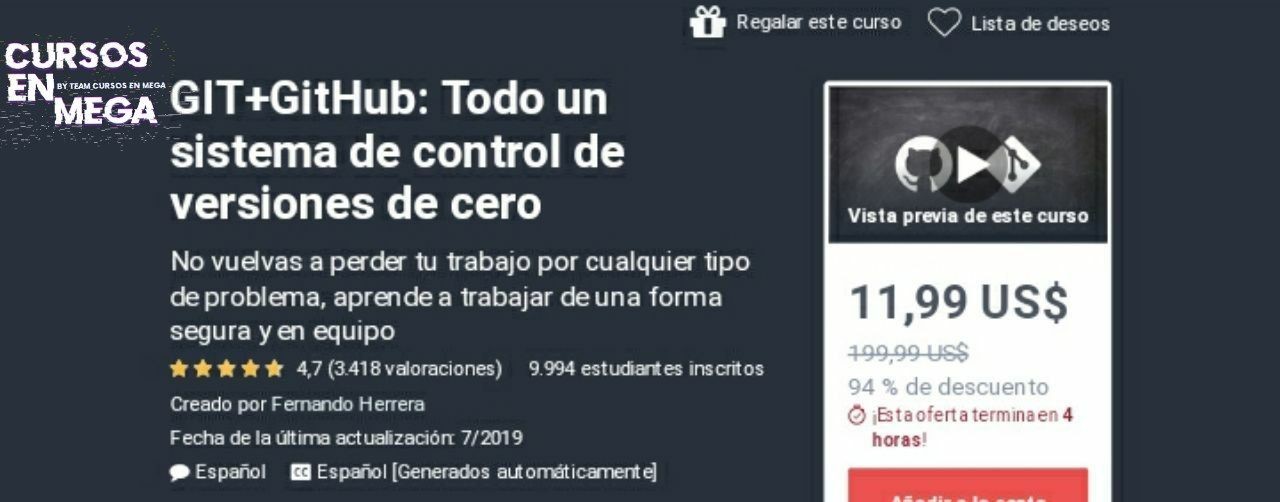 Regalar este curso
Lista de deseos
CURSOS
EN
BY TEAM CURSOS EN MEGA
MEGA
GIT+GitHub: Todo un
sistema de control de
versiones de cero
No vuelvas a perder tu trabajo por cualquier tipo
de problema, aprende a trabajar de una forma
segura y en equipo
4,7 (3.418 valoraciones) 9.994 estudiantes inscritos
Creado por Fernando Herrera
Fecha de la última actualización: 7/2019
Español
CC Español [Generados automáticamente]
Vista previa de este curso
11,99 US$
199,99 US$
94 % de descuento
¡Esta oferta termina en 4
horas!
Añadir a la cesta